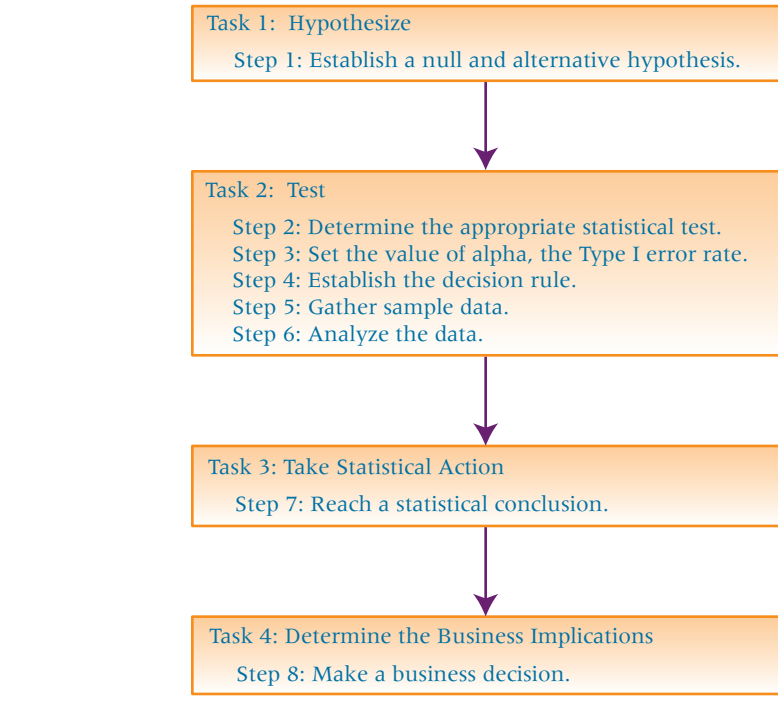 Task 1: Hypothesize
Step 1: Establish a null and alternative hypothesis.
Task 2: Test
Step 2: Determine the appropriate statistical test.
Step 3: Set the value of alpha, the Type I error rate.
Step 4: Establish the decision rule.
Step 5: Gather sample data.
Step 6: Analyze the data.
Task 3: Take Statistical Action
Step 7: Reach a statistical conclusion.
Task 4: Determine the Business Implications
Step 8: Make a business decision.